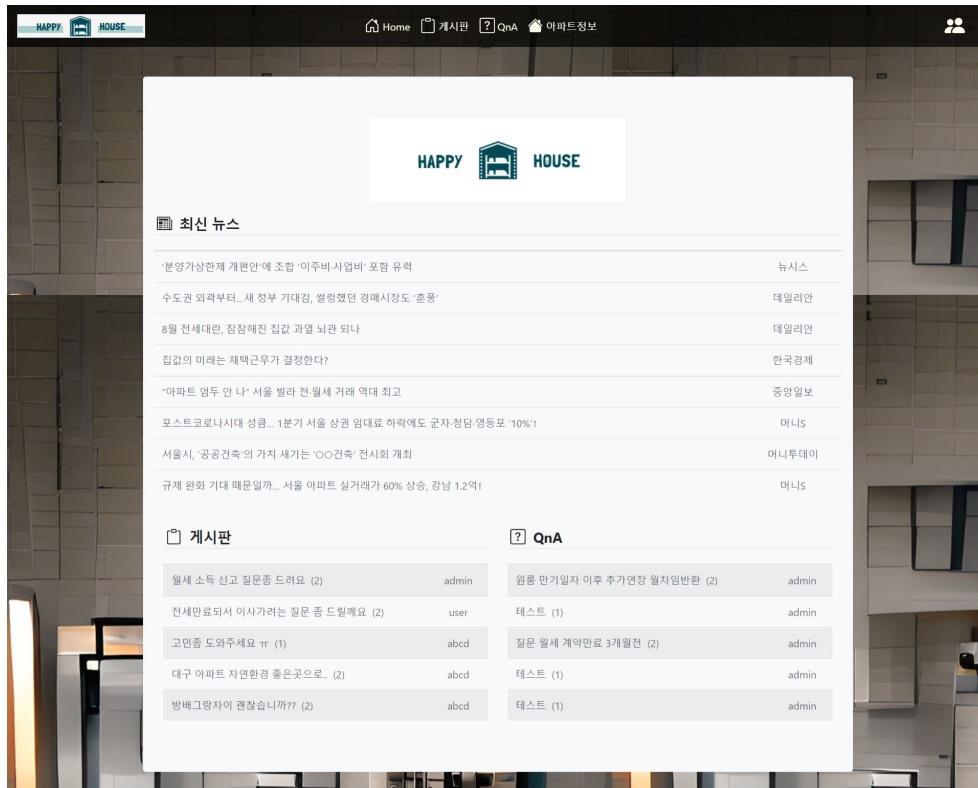 HAPPY HOUSE
Home 게시판 QnA 아파트정보
HAPPY HOUSE
최신 뉴스
'분양가상한제 개편안'에 조합 '이주비·사업비' 포함 유력 뉴시스
수도권 외곽부터...새 정부 기대감, 썰렁했던 경매시장도 '훈풍' 데일리안
8월 전세대란, 잠잠해진 집값 과열 뇌관 되나 데일리안
집값의 미래는 재택근무가 결정한다? 한국경제
"아파트 엄두 안 나" 서울 빌라 전·월세 거래 역대 최고 중앙일보
포스트코로나시대 성큼... 1분기 서울 상권 임대료 하락에도 군자·청담·영등포 '10%'↑ 머니S
서울시, '공공건축'의 가치 새기는 '○○건축' 전시회 개최 머니투데이
규제 완화 기대 때문일까... 서울 아파트 실거래가 60% 상승, 강남 1.2억↑ 머니S
게시판
월세 소득 신고 질문좀 드려요 (2) admin
전세만료되서 이사가려는 질문 좀 드릴께요 (2) user
고민좀 도와주세요 ㅠ (1) abcd
대구 아파트 자연환경 좋은곳으로.. (2) abcd
방배그랑자이 괜찮습니까?? (2) abcd
QnA
원룸 만기일자 이후 추가연장 월차임반환 (2) admin
테스트 (1) admin
질문 월세 계약만료 3개월전 (2) admin
테스트 (1) admin
테스트 (1) admin